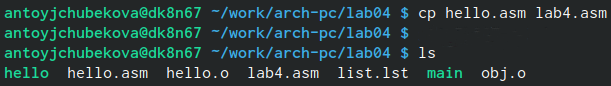 antoyjchubekova@dk8n67 ~/work/arch-pc/lab04 $ cp hello.asm lab4.asm
antoyjchubekova@dk8n67 ~/work/arch-pc/lab04 $
antoyjchubekova@dk8n67 ~/work/arch-pc/lab04 $ ls
hello  hello.asm  hello.o  lab4.asm  list.lst  main  obj.o